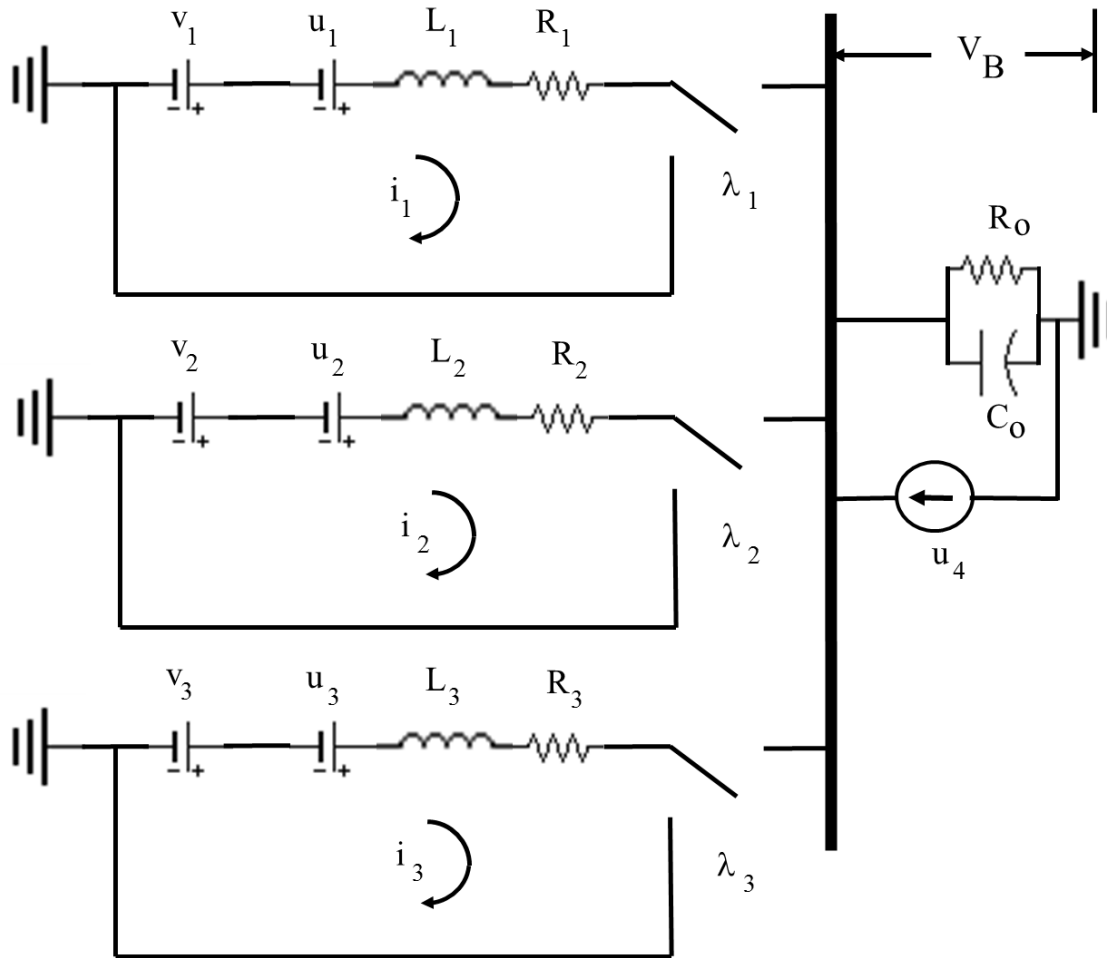 v1 u1 L1 R1
VB
i1
λ1
Ro
v2 u2 L2 R2
Co
i2
λ2
u4
v3 u3 L3 R3
i3
λ3